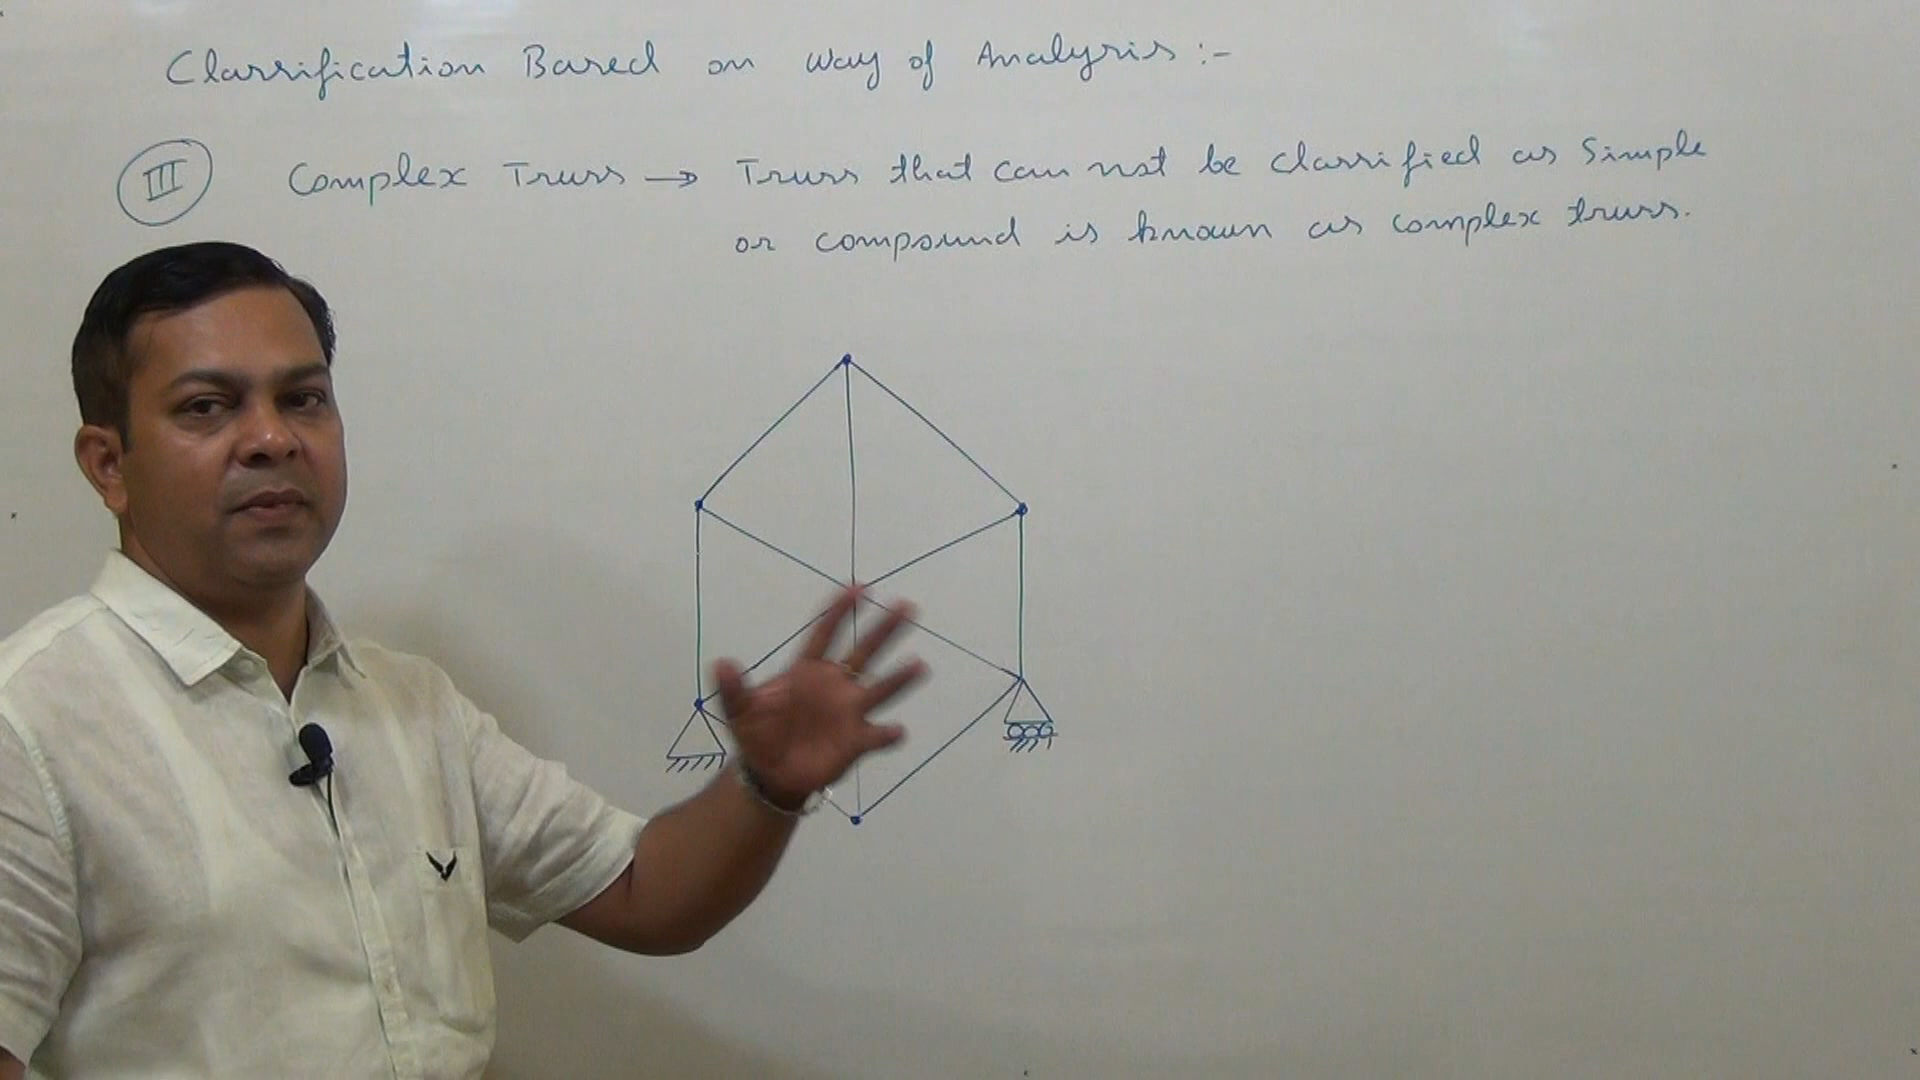 Classification Based on way of Analysis :-
III Complex Truss → Truss that can not be classified as Simple
or compound is known as complex truss.